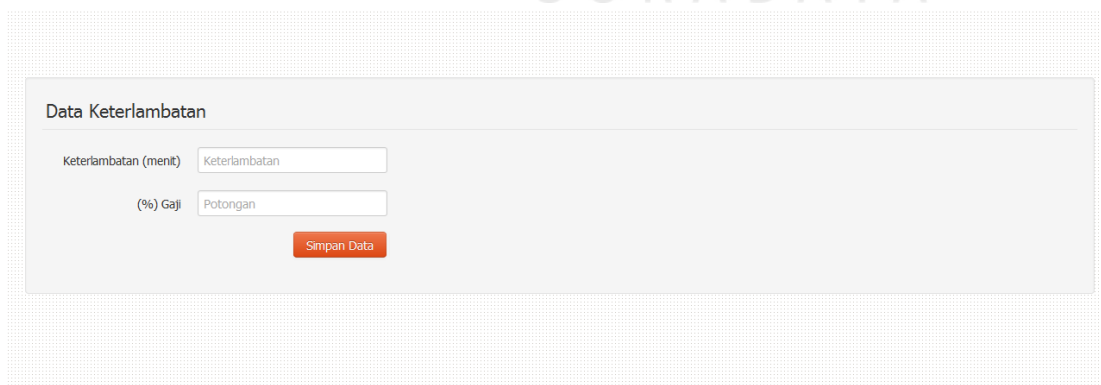 Data Keterlambatan
Keterlambatan (menit) Keterlambatan
(%) Gaji Potongan
Simpan Data